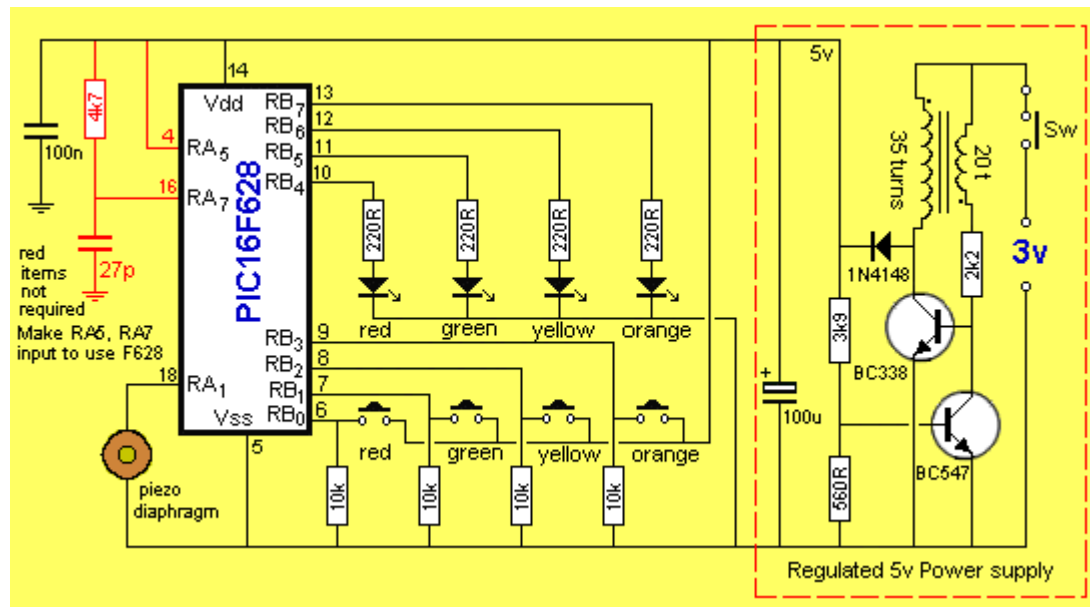 14
Vdd
4k7
100n
4
RA5
16
RA7
27p
red
items
not
required
Make RA5, RA7
input to use F628
PIC16F628
RB7
13
RB6
12
RB5
11
RB4
10
220R
220R
220R
220R
red
green
yellow
orange
RB3
9
RB2
8
RB1
7
RB0
6
18
RA1
Vss
5
red
green
yellow
orange
10k
10k
10k
10k
piezo
diaphragm
5v
35 turns
20t
Sw
3v
1N4148
2k2
3k9
BC338
+
100u
560R
BC547
Regulated 5v Power supply